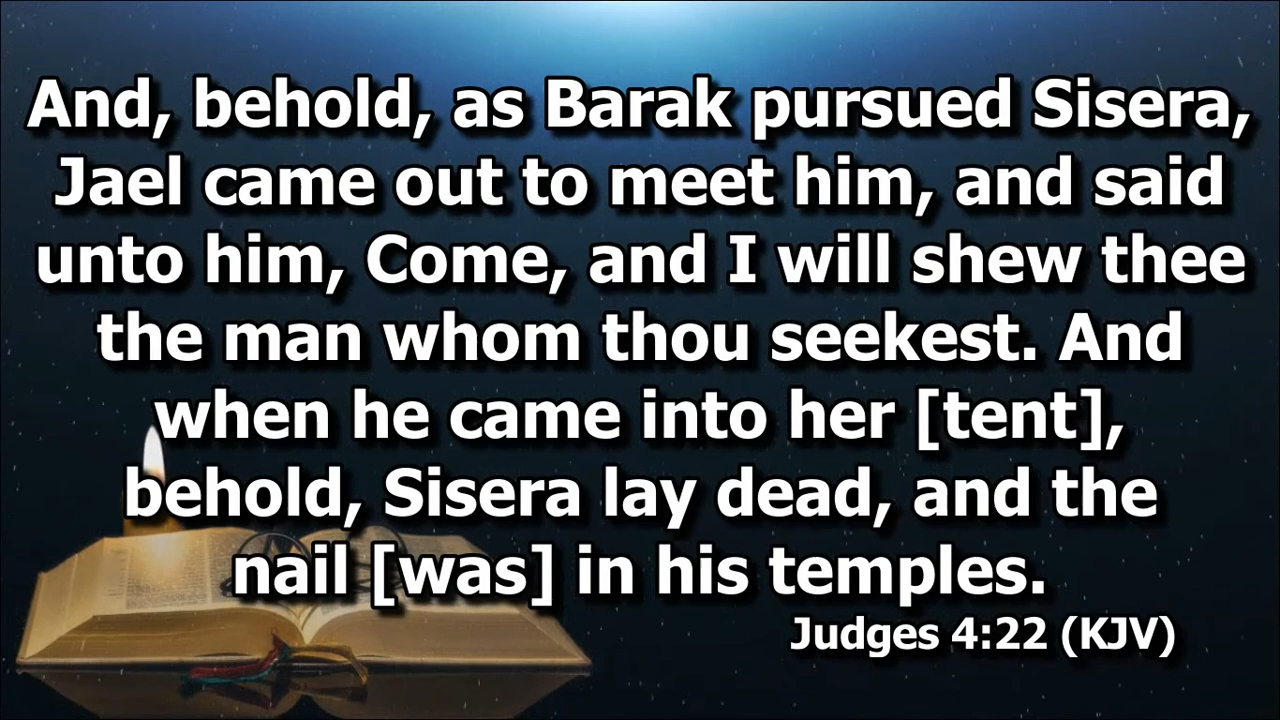 And, behold, as Barak pursued Sisera,
Jael came out to meet him, and said
unto him, Come, and I will shew thee
the man whom thou seekest. And
when he came into her [tent],
behold, Sisera lay dead, and the
nail [was] in his temples.
Judges 4:22 (KJV)